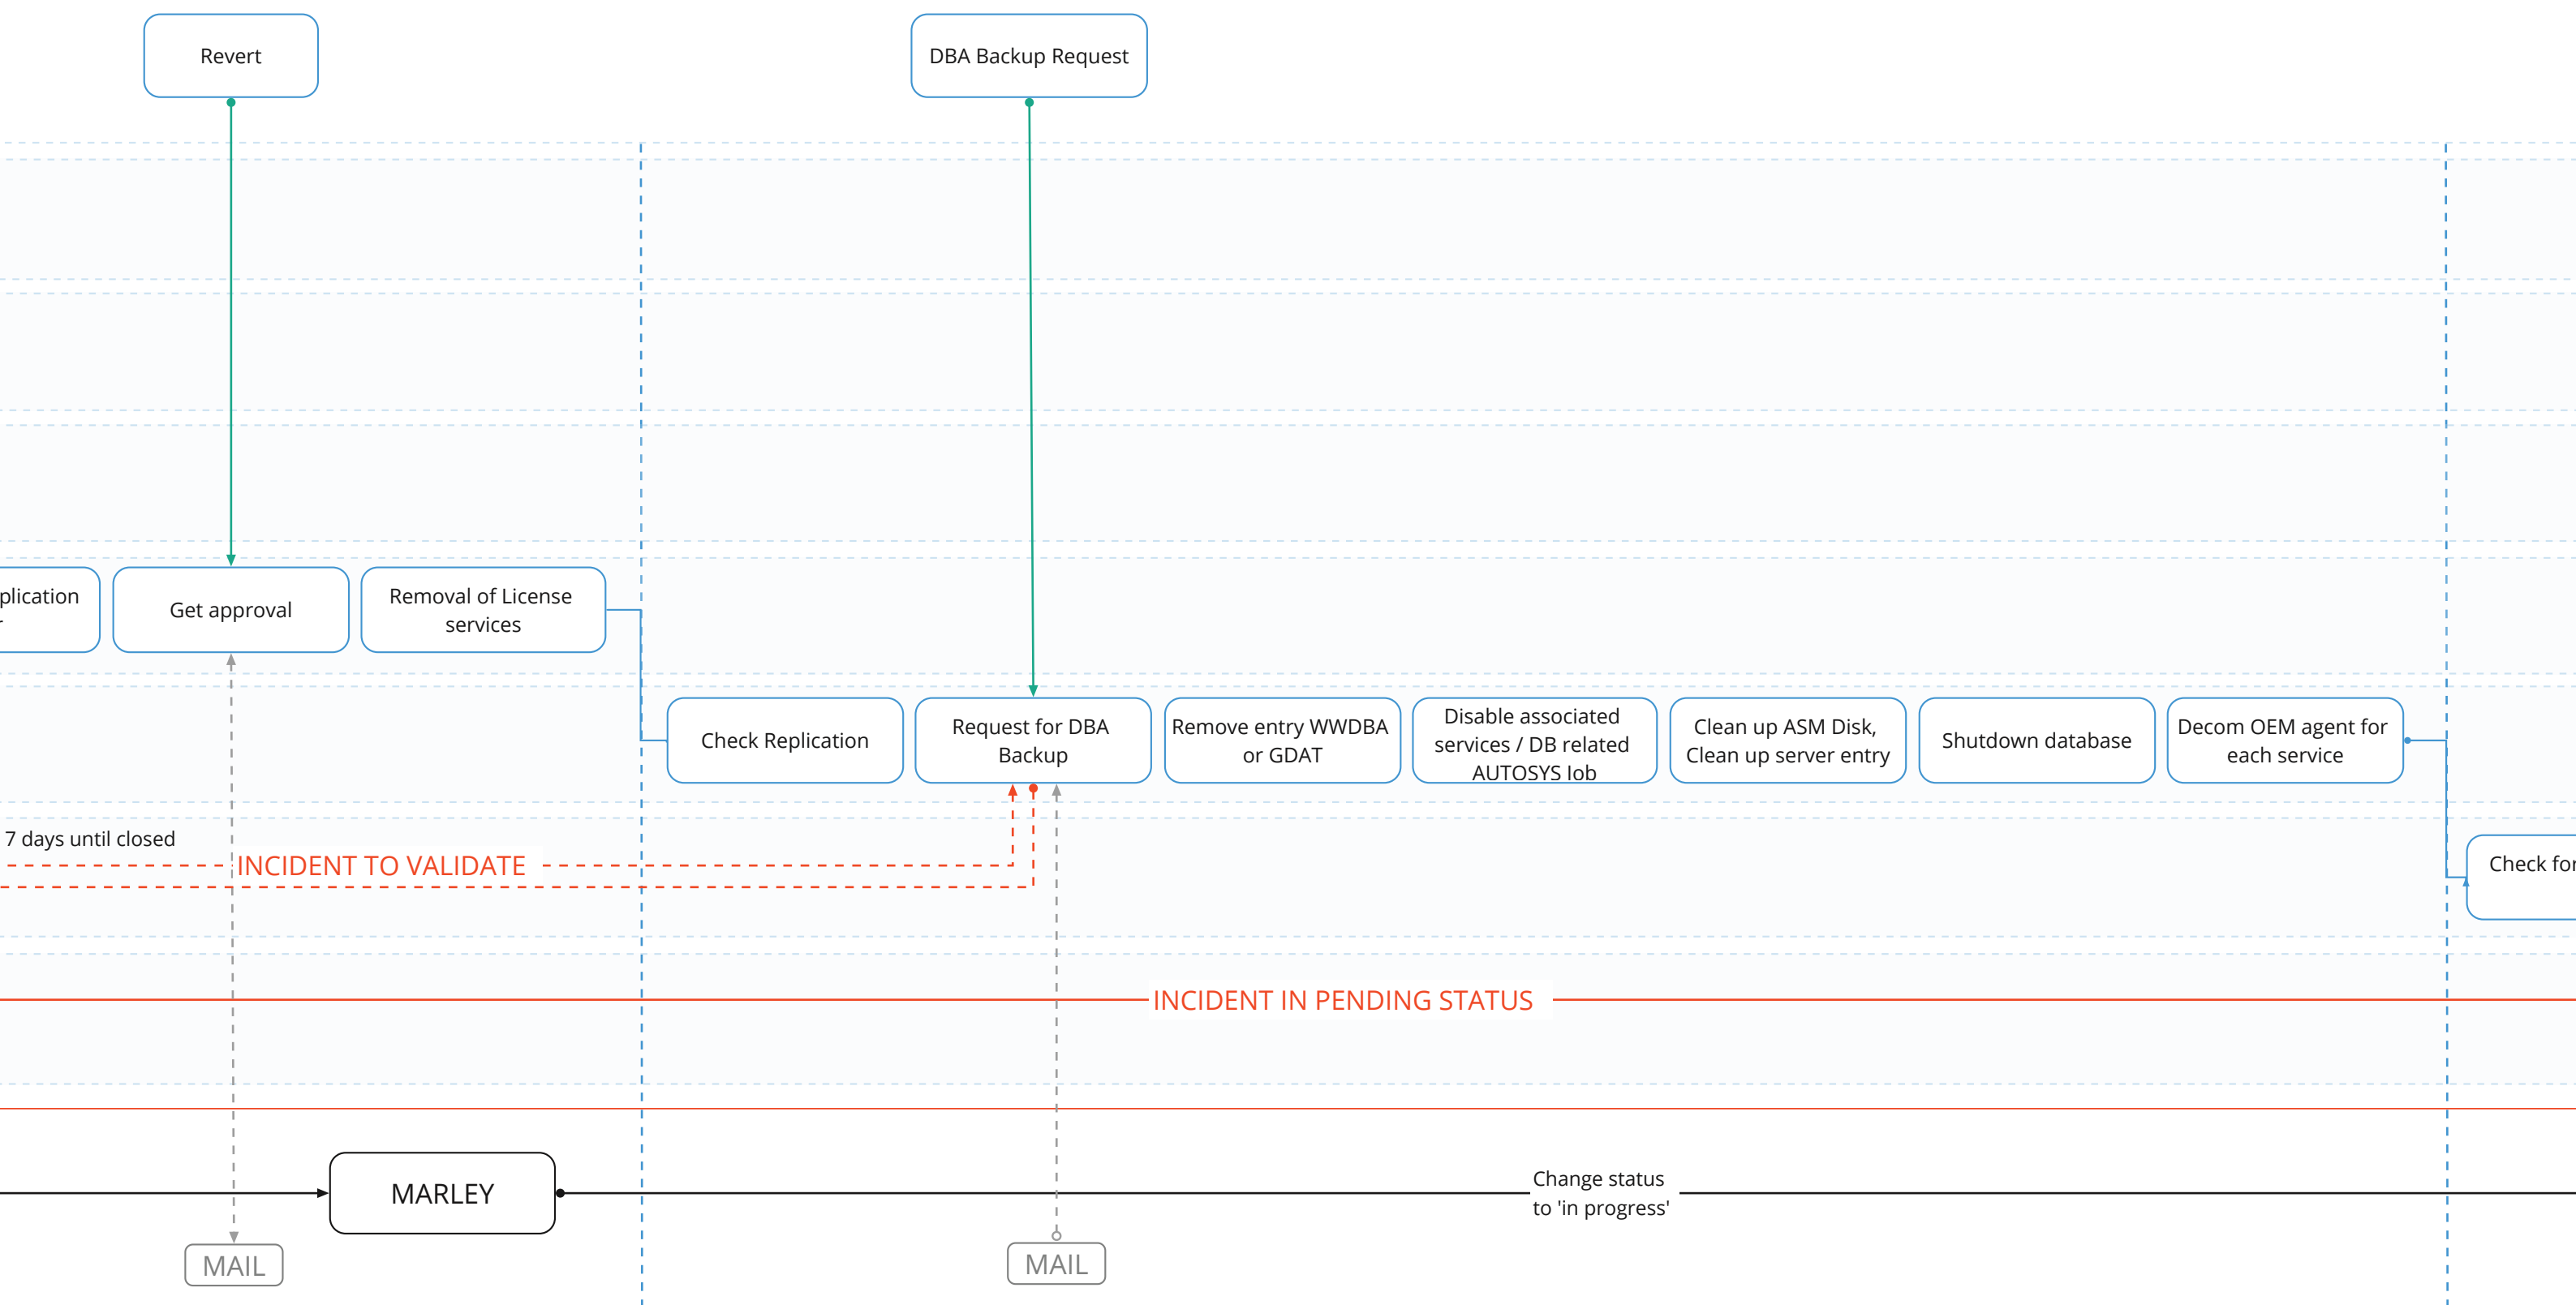 Revert
DBA Backup Request
plication
Get approval
Removal of License
services
Check Replication
Request for DBA
Backup
Remove entry WWDBA
or GDAT
Disable associated
services / DB related
AUTOSYS Job
Clean up ASM Disk,
Clean up server entry
Shutdown database
Decom OEM agent for
each service
7 days until closed
INCIDENT TO VALIDATE
Check for
INCIDENT IN PENDING STATUS
MARLEY
Change status
to 'in progress'
MAIL
MAIL